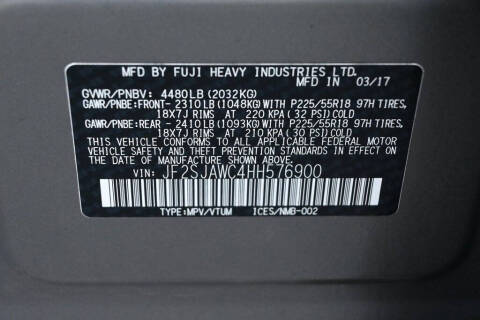 MFD BY FUJI HEAVY INDUSTRIES LTD.
MFD IN 03/17
GVWR/PNBV: 4480LB (2032KG)
GAWR/PNBE:FRONT- 2310LB (1048KG)WITH P225/55R18 97H TIRES,
18X7J RIMS AT 220 KPA( 32 PSI)COLD
GAWR/PNBE:REAR - 2410LB (1093KG)WITH P225/55R18 97H TIRES,
18X7J RIMS AT 210 KPA( 30 PSI)COLD
THIS VEHICLE CONFORMS TO ALL APPLICABLE FEDERAL MOTOR
VEHICLE SAFETY AND THEFT PREVENTION STANDARDS IN EFFECT ON
THE DATE OF MANUFACTURE SHOWN ABOVE.
VIN: JF2SJAWC4HH576900
TYPE:MPV/VTUM ICES/NMB-002